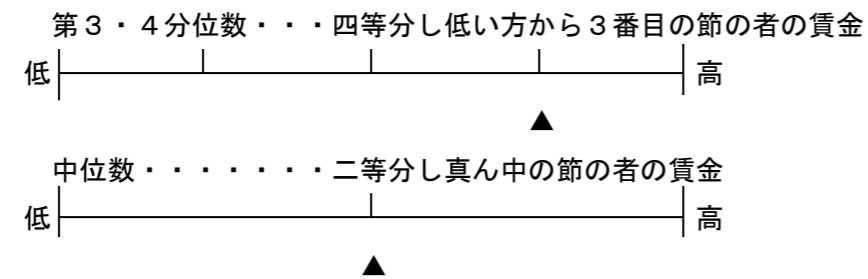 第３・４分位数・・・四等分し低い方から３番目の節の者の賃金
低 高
▲
中位数・・・・・・・二等分し真ん中の節の者の賃金
低 高
▲